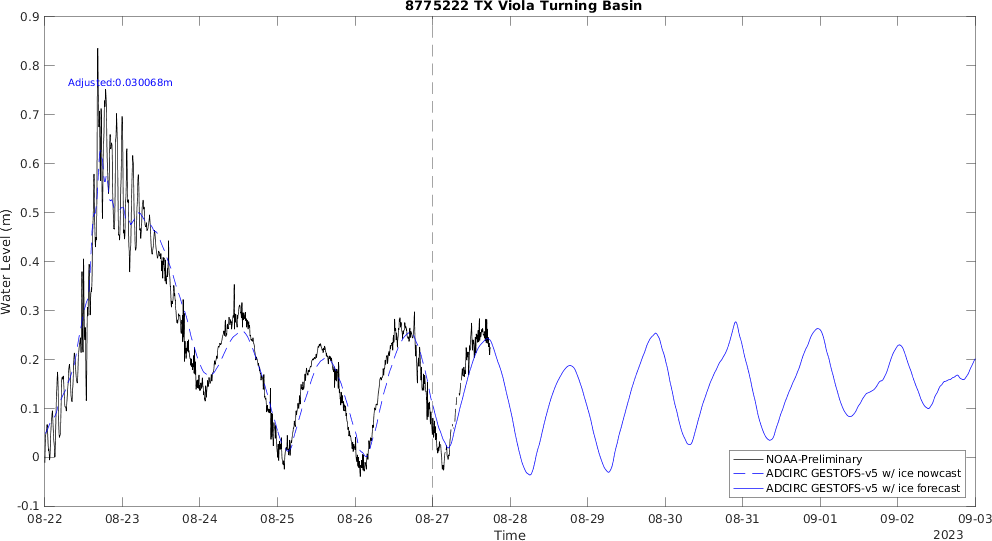 8775222 TX Viola Turning Basin
0.9
0.8
Adjusted:0.030068m
0.7
0.6
0.5
0.4
0.3
0.2
0.1
0
-0.1
Water Level (m)
NOAA-Preliminary
ADCIRC GESTOFS-v5 w/ ice nowcast
ADCIRC GESTOFS-v5 w/ ice forecast
08-22 08-23 08-24 08-25 08-26 08-27 08-28 08-29 08-30 08-31 09-01 09-02 09-03
Time
2023